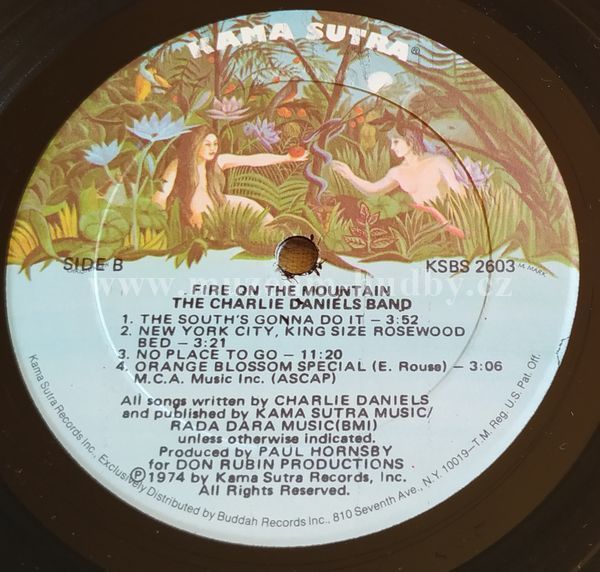 KAMA SUTRA®
SIDE B
KSBS 2603
M. MARK
FIRE ON THE MOUNTAIN
THE CHARLIE DANIELS BAND
1. THE SOUTH'S GONNA DO IT – 3:52
2. NEW YORK CITY, KING SIZE ROSEWOOD
BED – 3:21
3. NO PLACE TO GO – 11:20
4. ORANGE BLOSSOM SPECIAL (E. Rouse) – 3:06
M.C.A. Music Inc. (ASCAP)
All songs written by CHARLIE DANIELS
and published by KAMA SUTRA MUSIC/
RADA DARA MUSIC(BMI)
unless otherwise indicated.
Produced by PAUL HORNSBY
for DON RUBIN PRODUCTIONS
℗1974 by Kama Sutra Records, Inc.
All Rights Reserved.
Kama Sutra Records Inc., Exclusively Distributed by Buddah Records Inc., 810 Seventh Ave., N.Y. 10019—T.M. Reg. U.S. Pat. Off.